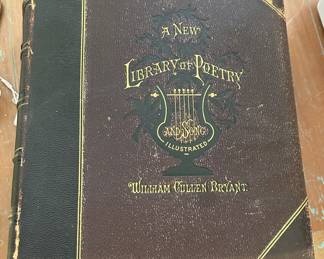 A NEW
LIBRARY OF POETRY
AND SONG
ILLUSTRATED
WILLIAM CULLEN BRYANT.